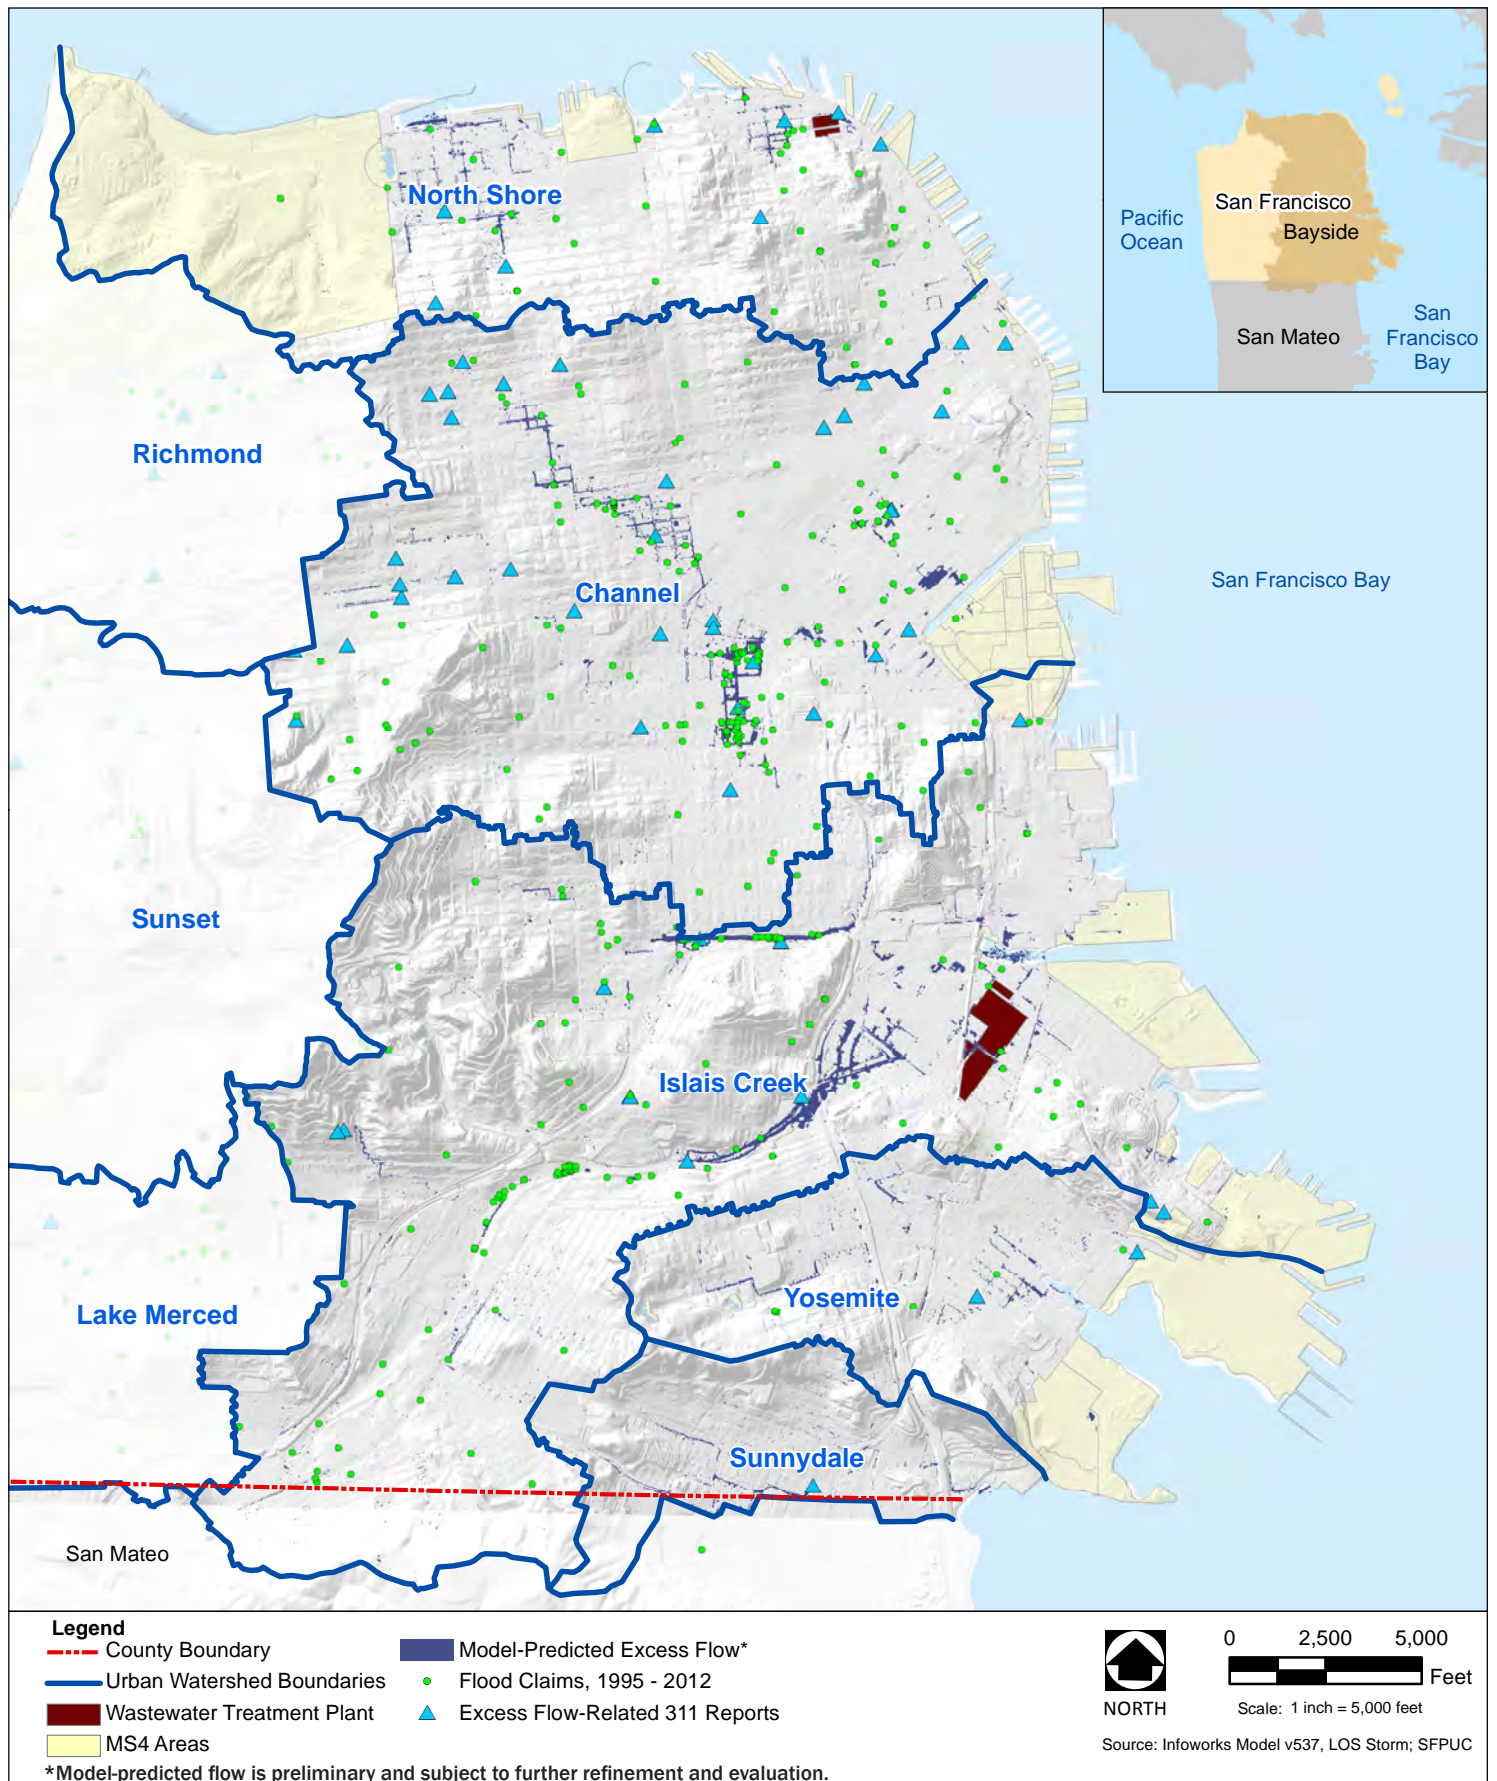 Pacific
Ocean
San Francisco
Bayside
San Mateo
San
Francisco
Bay
North Shore
Richmond
San Francisco Bay
Channel
Sunset
Islais Creek
Yosemite
Lake Merced
Sunnydale
San Mateo
Legend
County Boundary
Urban Watershed Boundaries
Wastewater Treatment Plant
MS4 Areas
Model-Predicted Excess Flow*
Flood Claims, 1995 - 2012
Excess Flow-Related 311 Reports
*Model-predicted flow is preliminary and subject to further refinement and evaluation.
NORTH
0 2,500 5,000
Feet
Scale: 1 inch = 5,000 feet
Source: Infoworks Model v537, LOS Storm; SFPUC